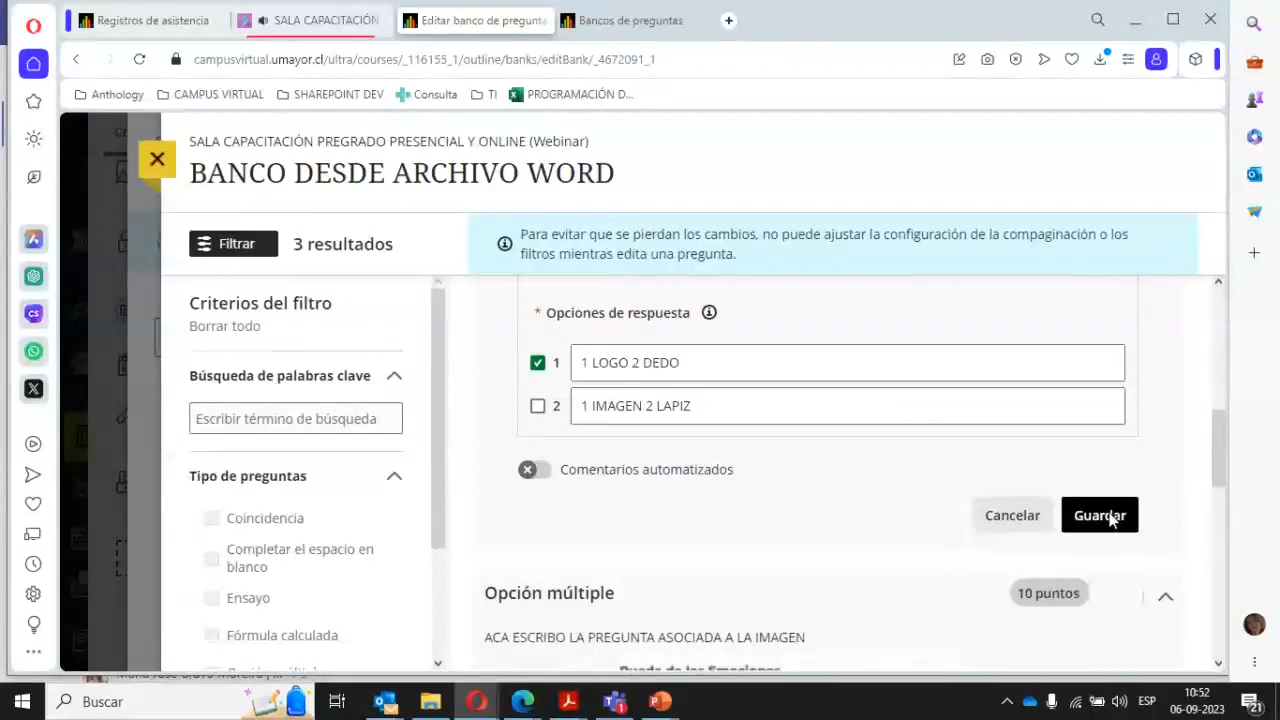 Registros de asistencia
SALA CAPACITACIÓN
Editar banco de pregunta
Bancos de preguntas
campusvirtual.umayor.cl/ultra/courses/_116155_1/outline/banks/editBank/_4672091_1
Anthology
CAMPUS VIRTUAL
SHAREPOINT DEV
Consulta
TI
PROGRAMACIÓN D...
SALA CAPACITACIÓN PREGRADO PRESENCIAL Y ONLINE (Webinar)
BANCO DESDE ARCHIVO WORD
Filtrar
3 resultados
Para evitar que se pierdan los cambios, no puede ajustar la configuración de la compaginación o los
filtros mientras edita una pregunta.
Criterios del filtro
Borrar todo
Búsqueda de palabras clave
Escribir término de búsqueda
Tipo de preguntas
Coincidencia
Completar el espacio en
blanco
Ensayo
Fórmula calculada
* Opciones de respuesta
1 1 LOGO 2 DEDO
2 1 IMAGEN 2 LAPIZ
Comentarios automatizados
Cancelar
Guardar
Opción múltiple
10 puntos
ACA ESCRIBO LA PREGUNTA ASOCIADA A LA IMAGEN
Rueda de las Emociones
Buscar
ESP
10:52
06-09-2023
21